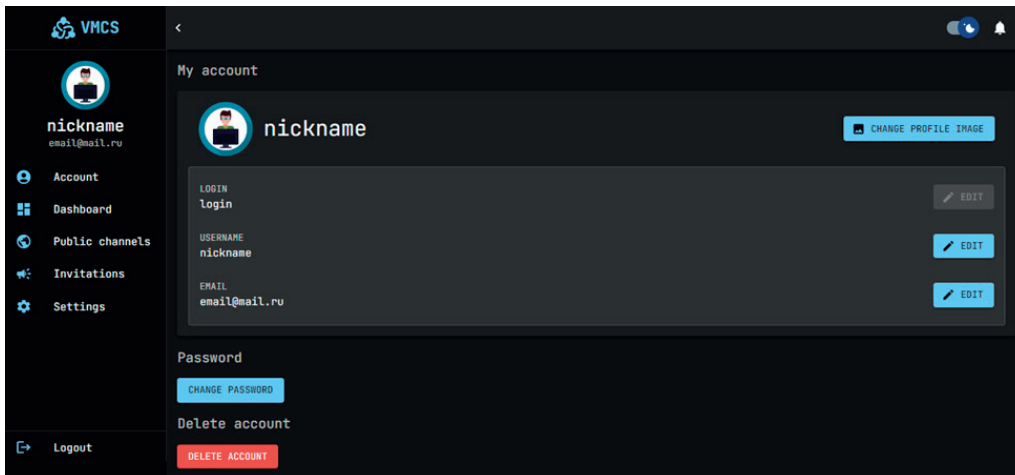 VMCS
nickname
email@mail.ru
Account
Dashboard
Public channels
Invitations
Settings
Logout
My account
nickname
CHANGE PROFILE IMAGE
LOGIN
login
EDIT
USERNAME
nickname
EDIT
EMAIL
email@mail.ru
EDIT
Password
CHANGE PASSWORD
Delete account
DELETE ACCOUNT